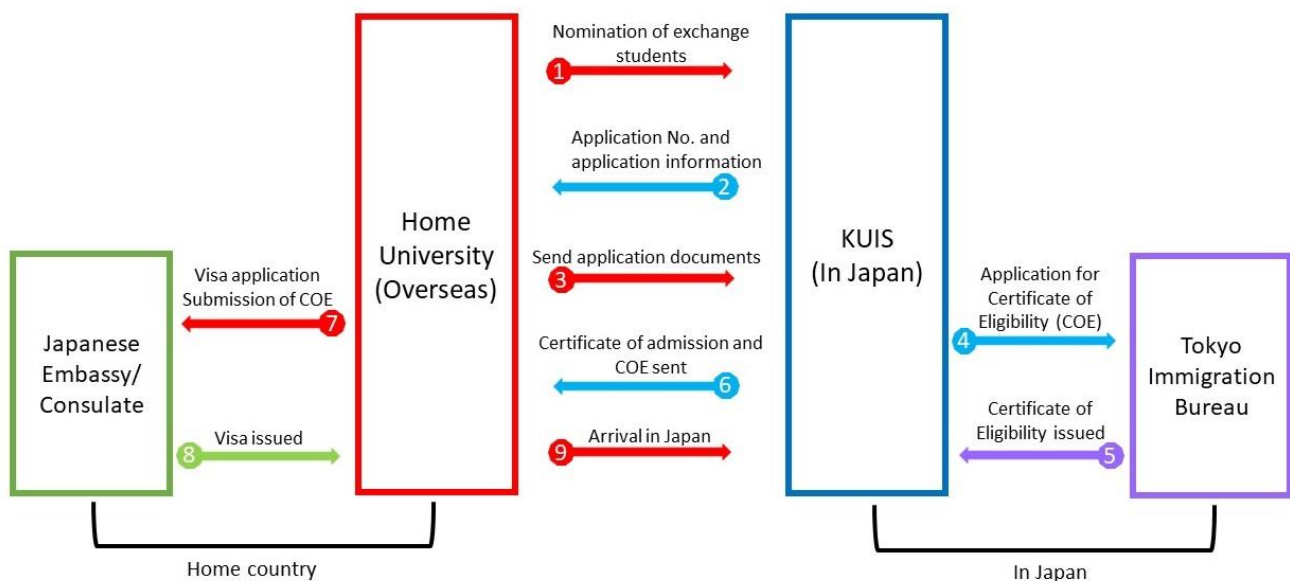 Nomination of exchange
students
1
Application No. and
application information
2
Home
University
(Overseas)
KUIS
(In Japan)
Send application documents
3
Visa application
Submission of COE
7
Application for
Certificate of
Eligibility (COE)
4
Japanese
Embassy/
Consulate
Certificate of admission and
COE sent
6
Tokyo
Immigration
Bureau
Visa issued
8
Arrival in Japan
9
Certificate of
Eligibility issued
5
Home country
In Japan